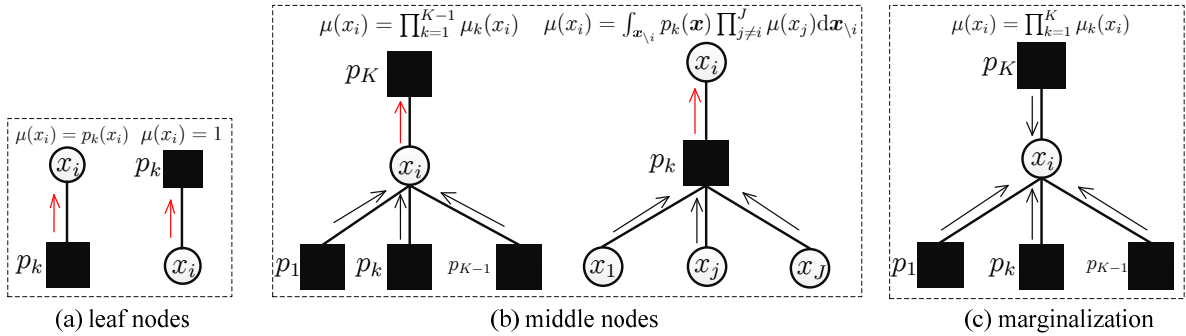 μ(x_i) = p_k(x_i)
μ(x_i) = 1
x_i
p_k
p_k
x_i
(a) leaf nodes
μ(x_i) = ∏_{k=1}^{K-1} μ_k(x_i)
p_K
x_i
p_1
p_k
p_{K-1}
μ(x_i) = ∫_{x_{\i}} p_k(x) ∏_{j≠i}^{J} μ(x_j)dx_{\i}
x_i
p_k
x_1
x_j
x_J
(b) middle nodes
μ(x_i) = ∏_{k=1}^{K} μ_k(x_i)
p_K
x_i
p_1
p_k
p_{K-1}
(c) marginalization